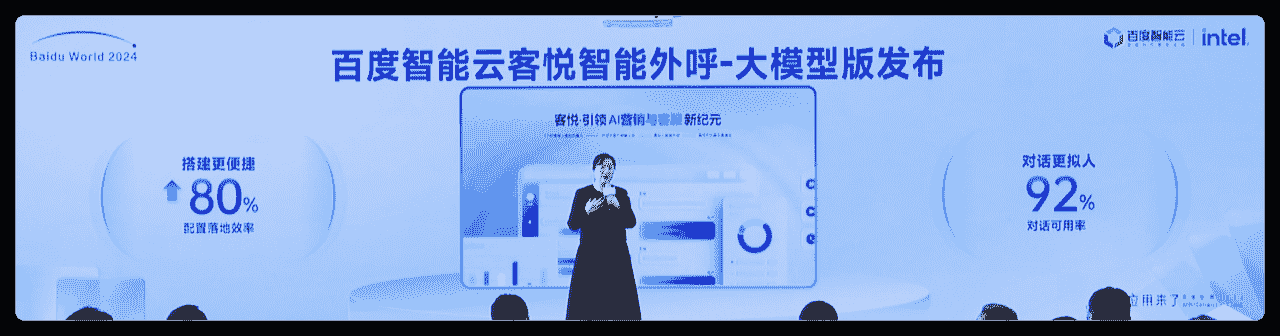 Baidu World 2024
百度智能云 | intel.
百度智能云客悦智能外呼-大模型版发布
客悦·引领AI营销与客服新纪元
搭建更便捷
80%
配置落地效率
对话更拟人
92%
对话可用率
应用来了